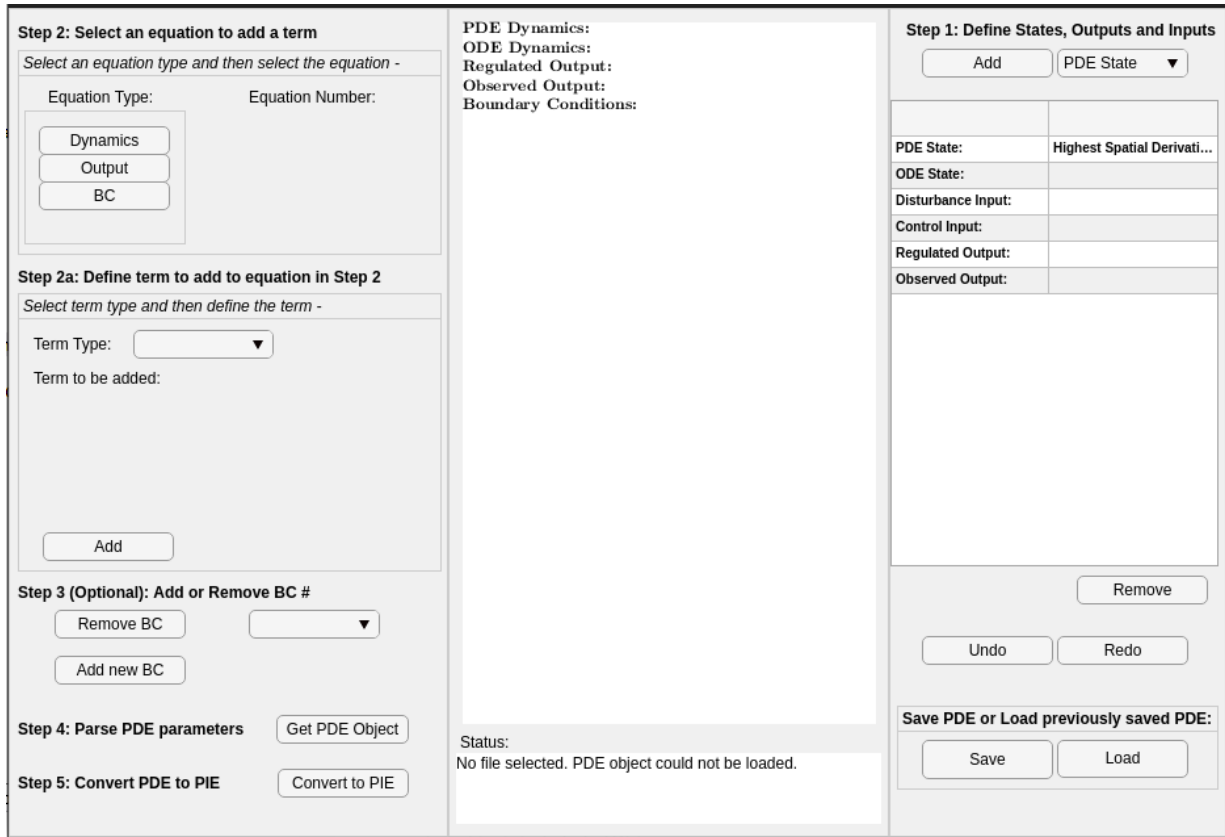 Step 2: Select an equation to add a term
Select an equation type and then select the equation -
Equation Type:
Equation Number:
Dynamics
Output
BC
Step 2a: Define term to add to equation in Step 2
Select term type and then define the term -
Term Type:
Term to be added:
Add
Step 3 (Optional): Add or Remove BC #
Remove BC
Add new BC
Step 4: Parse PDE parameters
Get PDE Object
Step 5: Convert PDE to PIE
Convert to PIE
PDE Dynamics:
ODE Dynamics:
Regulated Output:
Observed Output:
Boundary Conditions:
Status:
No file selected. PDE object could not be loaded.
Step 1: Define States, Outputs and Inputs
Add
PDE State
PDE State:
Highest Spatial Derivati...
ODE State:
Disturbance Input:
Control Input:
Regulated Output:
Observed Output:
Remove
Undo
Redo
Save PDE or Load previously saved PDE:
Save
Load